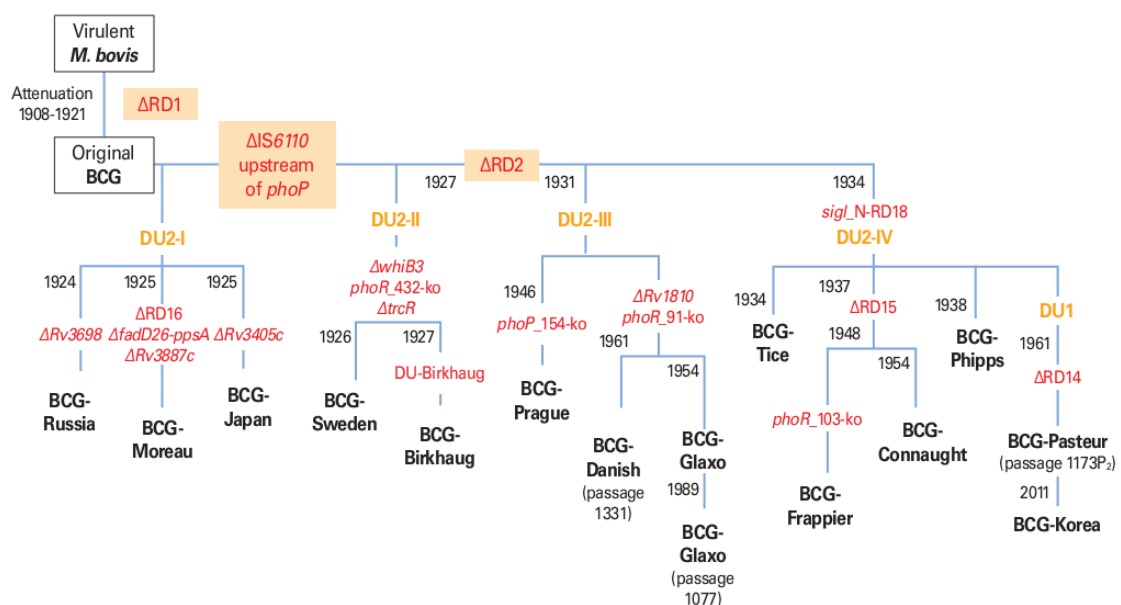 Virulent
M. bovis
Attenuation
1908-1921
ΔRD1
Original
BCG
ΔIS6110
upstream
of phoP
1927
ΔRD2
1931
1934
sigI_N-RD18
DU2-I
DU2-II
DU2-III
DU2-IV
1924
1925
1925
ΔRv3698
ΔRD16
ΔfadD26-ppsA
ΔRv3887c
ΔRv3405c
BCG-
Russia
BCG-
Moreau
BCG-
Japan
ΔwhiB3
phoR_432-ko
ΔtrcR
1926
1927
DU-Birkhaug
BCG-
Sweden
BCG-
Birkhaug
1946
phoP_154-ko
BCG-
Prague
ΔRv1810
phoR_91-ko
1961
1954
BCG-
Danish
(passage
1331)
BCG-
Glaxo
1989
BCG-
Glaxo
(passage
1077)
1934
BCG-
Tice
1937
ΔRD15
1948
1954
phoR_103-ko
BCG-
Frappier
BCG-
Connaught
1938
BCG-
Phipps
DU1
1961
ΔRD14
BCG-Pasteur
(passage 1173P₂)
2011
BCG-Korea